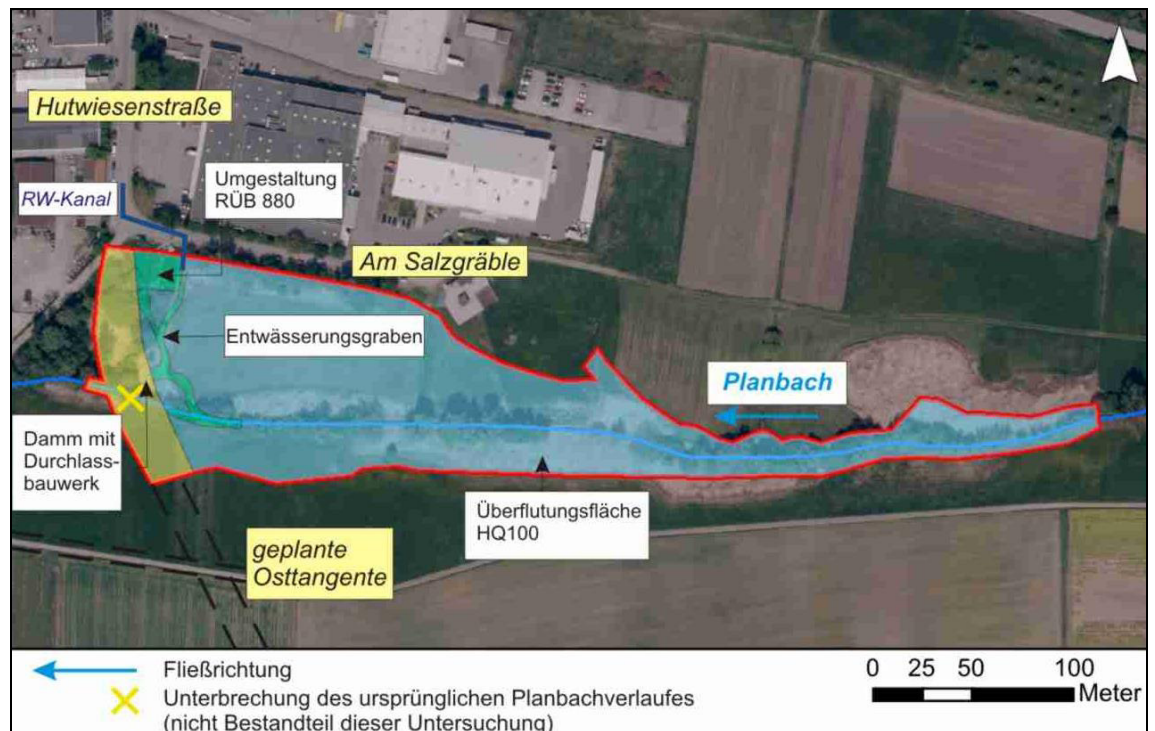 Hutwiesenstraße
Umgestaltung
RÜB 880
RW-Kanal
Am Salzgräble
Entwässerungsgraben
Planbach
Damm mit
Durchlass-
bauwerk
Überflutungsfläche
HQ100
geplante
Osttangente
Fließrichtung
Unterbrechung des ursprünglichen Planbachverlaufes
(nicht Bestandteil dieser Untersuchung)
0 25 50 100
Meter